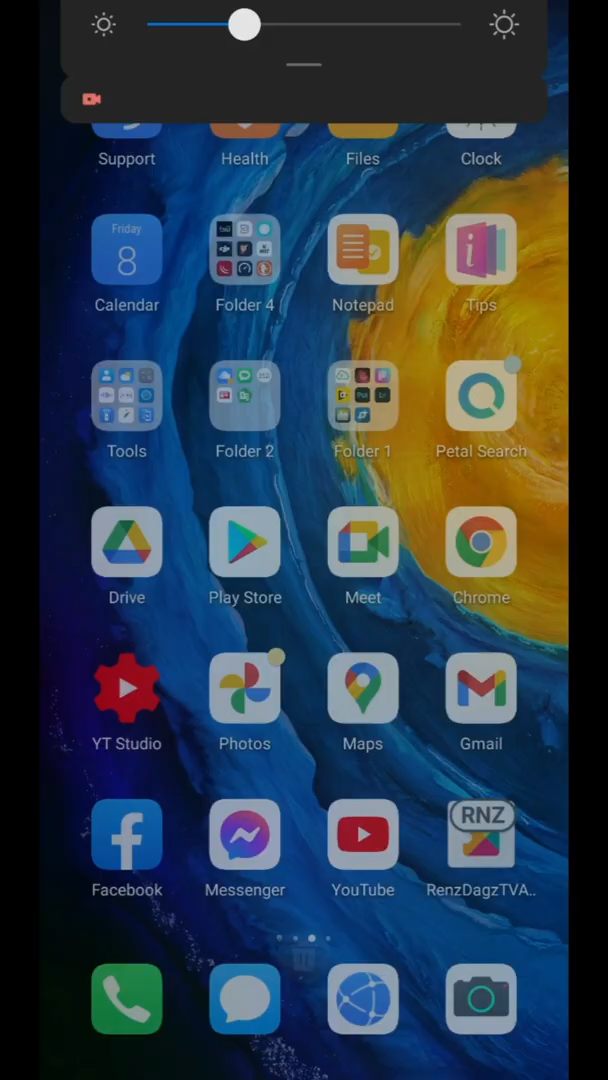 Support Health Files Clock
Friday
8
Calendar Folder 4 Notepad Tips
Tools Folder 2 Folder 1 Petal Search
Drive Play Store Meet Chrome
YT Studio Photos Maps Gmail
RNZ
Facebook Messenger YouTube RenzDagzTVA..